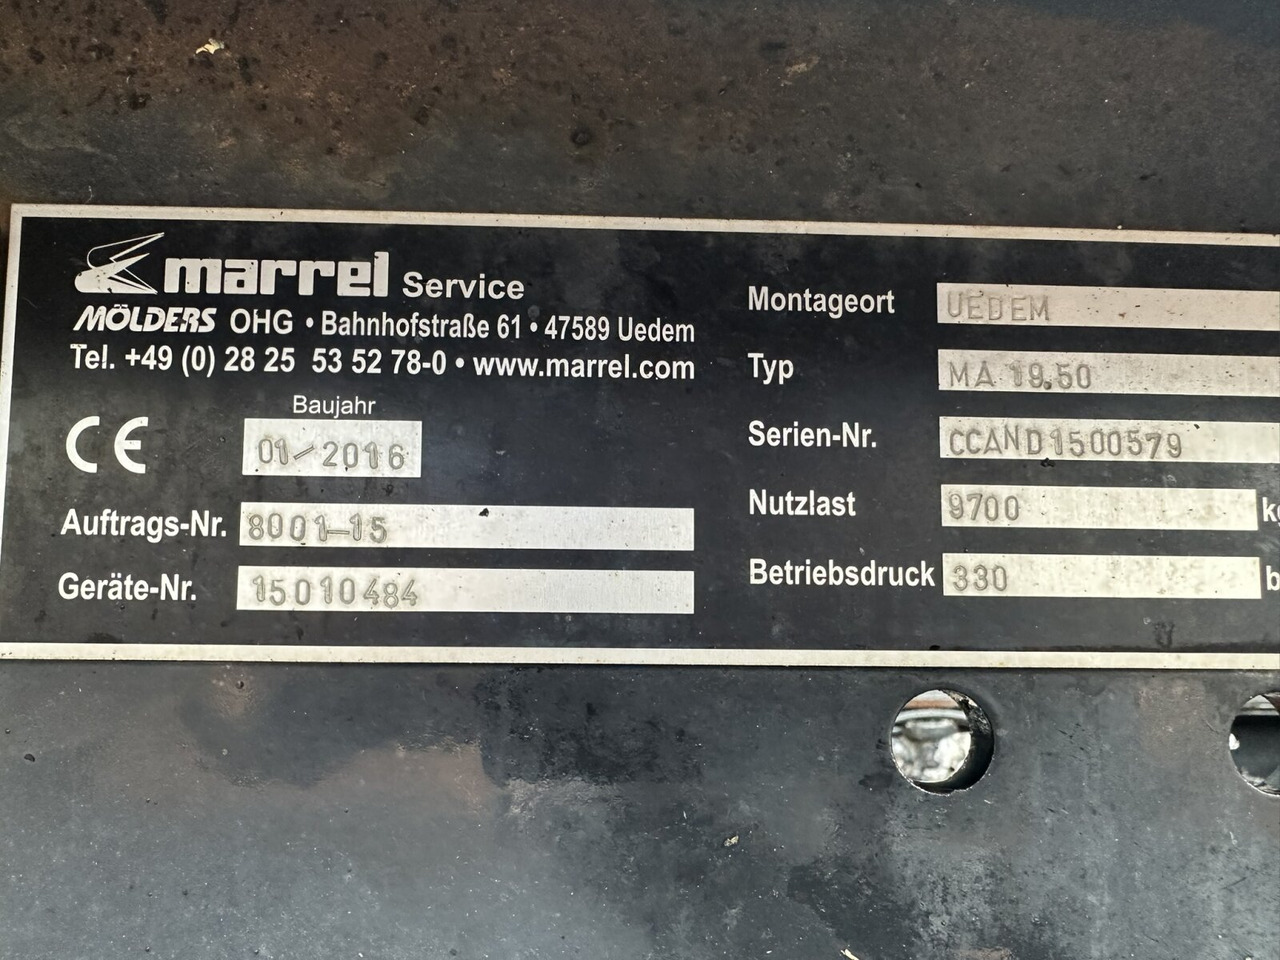 marrel Service
MÖLDERS OHG • Bahnhofstraße 61 • 47589 Uedem
Tel. +49 (0) 28 25 53 52 78-0 • www.marrel.com
Baujahr
CE 01/2016
Auftrags-Nr. 8001-15
Geräte-Nr. 15010484
Montageort UEDEM
Typ MA 19.50
Serien-Nr. CCAND1500579
Nutzlast 9700
Betriebsdruck 330